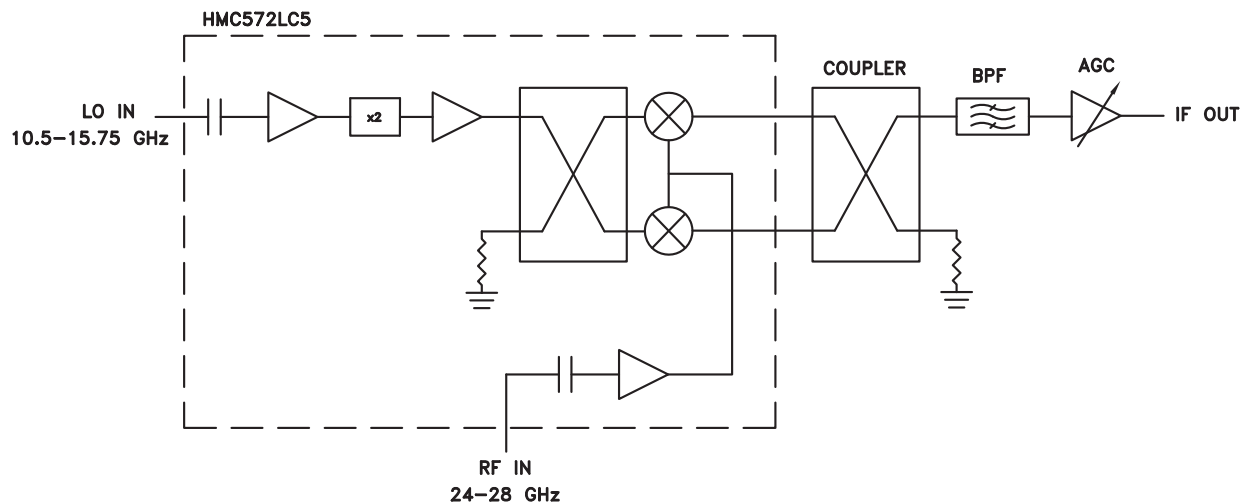 HMC572LC5
COUPLER
BPF
AGC
LO IN
10.5–15.75 GHz
x2
IF OUT
RF IN
24–28 GHz